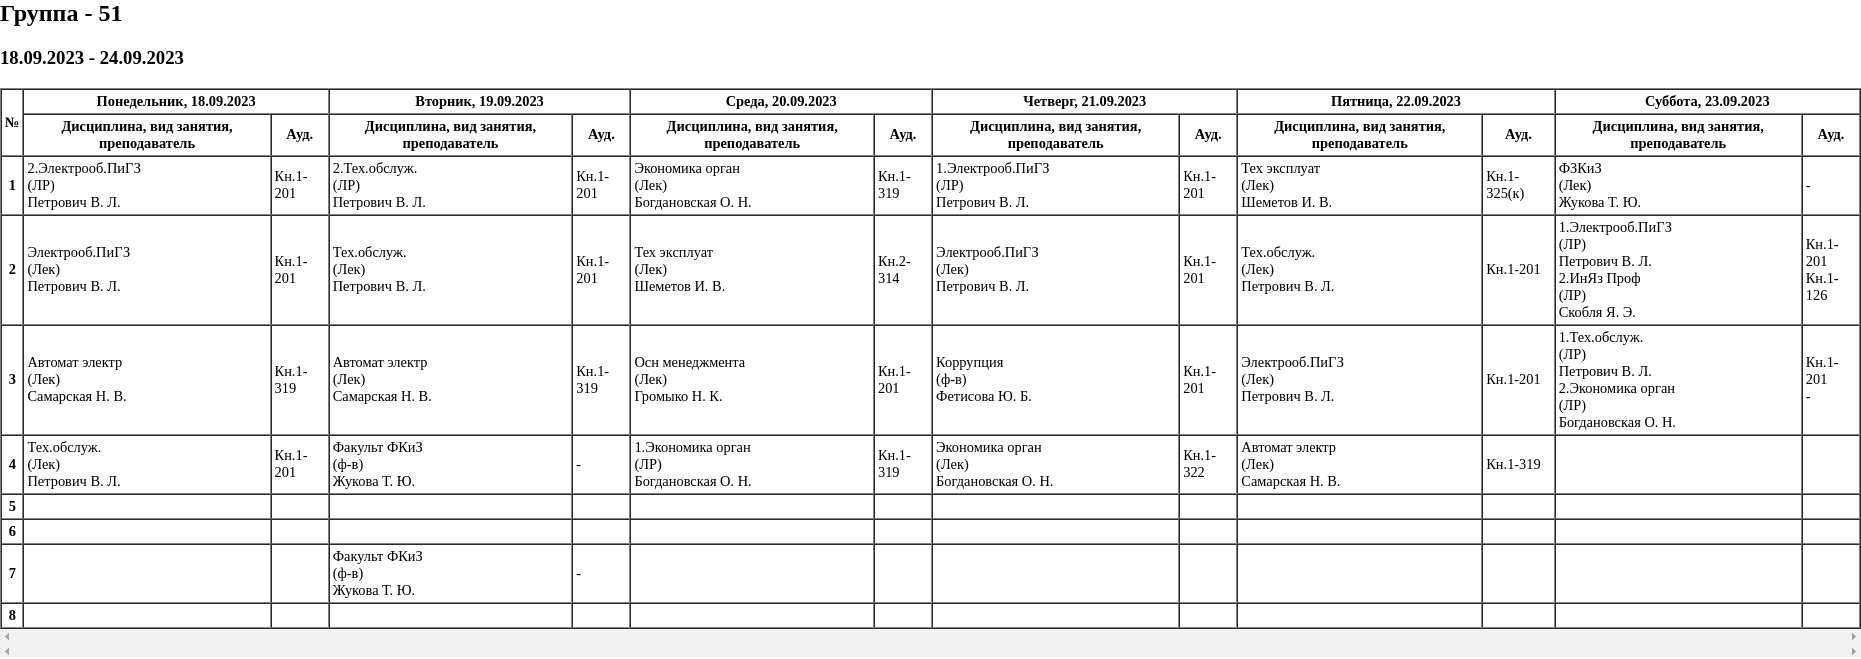 Группа - 51
18.09.2023 - 24.09.2023
№
Понедельник, 18.09.2023
Вторник, 19.09.2023
Среда, 20.09.2023
Четверг, 21.09.2023
Пятница, 22.09.2023
Суббота, 23.09.2023
Дисциплина, вид занятия,
преподаватель
Ауд.
Дисциплина, вид занятия,
преподаватель
Ауд.
Дисциплина, вид занятия,
преподаватель
Ауд.
Дисциплина, вид занятия,
преподаватель
Ауд.
Дисциплина, вид занятия,
преподаватель
Ауд.
Дисциплина, вид занятия,
преподаватель
Ауд.
1
2.Электрооб.ПиГЗ
(ЛР)
Петрович В. Л.
Кн.1-
201
2.Тех.обслуж.
(ЛР)
Петрович В. Л.
Кн.1-
201
Экономика орган
(Лек)
Богдановская О. Н.
Кн.1-
319
1.Электрооб.ПиГЗ
(ЛР)
Петрович В. Л.
Кн.1-
201
Тех эксплуат
(Лек)
Шеметов И. В.
Кн.1-
325(к)
ФЗКиЗ
(Лек)
Жукова Т. Ю.
-
2
Электрооб.ПиГЗ
(Лек)
Петрович В. Л.
Кн.1-
201
Тех.обслуж.
(Лек)
Петрович В. Л.
Кн.1-
201
Тех эксплуат
(Лек)
Шеметов И. В.
Кн.2-
314
Электрооб.ПиГЗ
(Лек)
Петрович В. Л.
Кн.1-
201
Тех.обслуж.
(Лек)
Петрович В. Л.
Кн.1-201
1.Электрооб.ПиГЗ
(ЛР)
Петрович В. Л.
2.ИнЯз Проф
(ЛР)
Скобля Я. Э.
Кн.1-
201
Кн.1-
126
3
Автомат электр
(Лек)
Самарская Н. В.
Кн.1-
319
Автомат электр
(Лек)
Самарская Н. В.
Кн.1-
319
Осн менеджмента
(Лек)
Громыко Н. К.
Кн.1-
201
Коррупция
(ф-в)
Фетисова Ю. Б.
Кн.1-
201
Электрооб.ПиГЗ
(Лек)
Петрович В. Л.
Кн.1-201
1.Тех.обслуж.
(ЛР)
Петрович В. Л.
2.Экономика орган
(ЛР)
Богдановская О. Н.
Кн.1-
201
-
4
Тех.обслуж.
(Лек)
Петрович В. Л.
Кн.1-
201
Факульт ФКиЗ
(ф-в)
Жукова Т. Ю.
-
1.Экономика орган
(ЛР)
Богдановская О. Н.
Кн.1-
319
Экономика орган
(Лек)
Богдановская О. Н.
Кн.1-
322
Автомат электр
(Лек)
Самарская Н. В.
Кн.1-319
5
6
7
Факульт ФКиЗ
(ф-в)
Жукова Т. Ю.
-
8